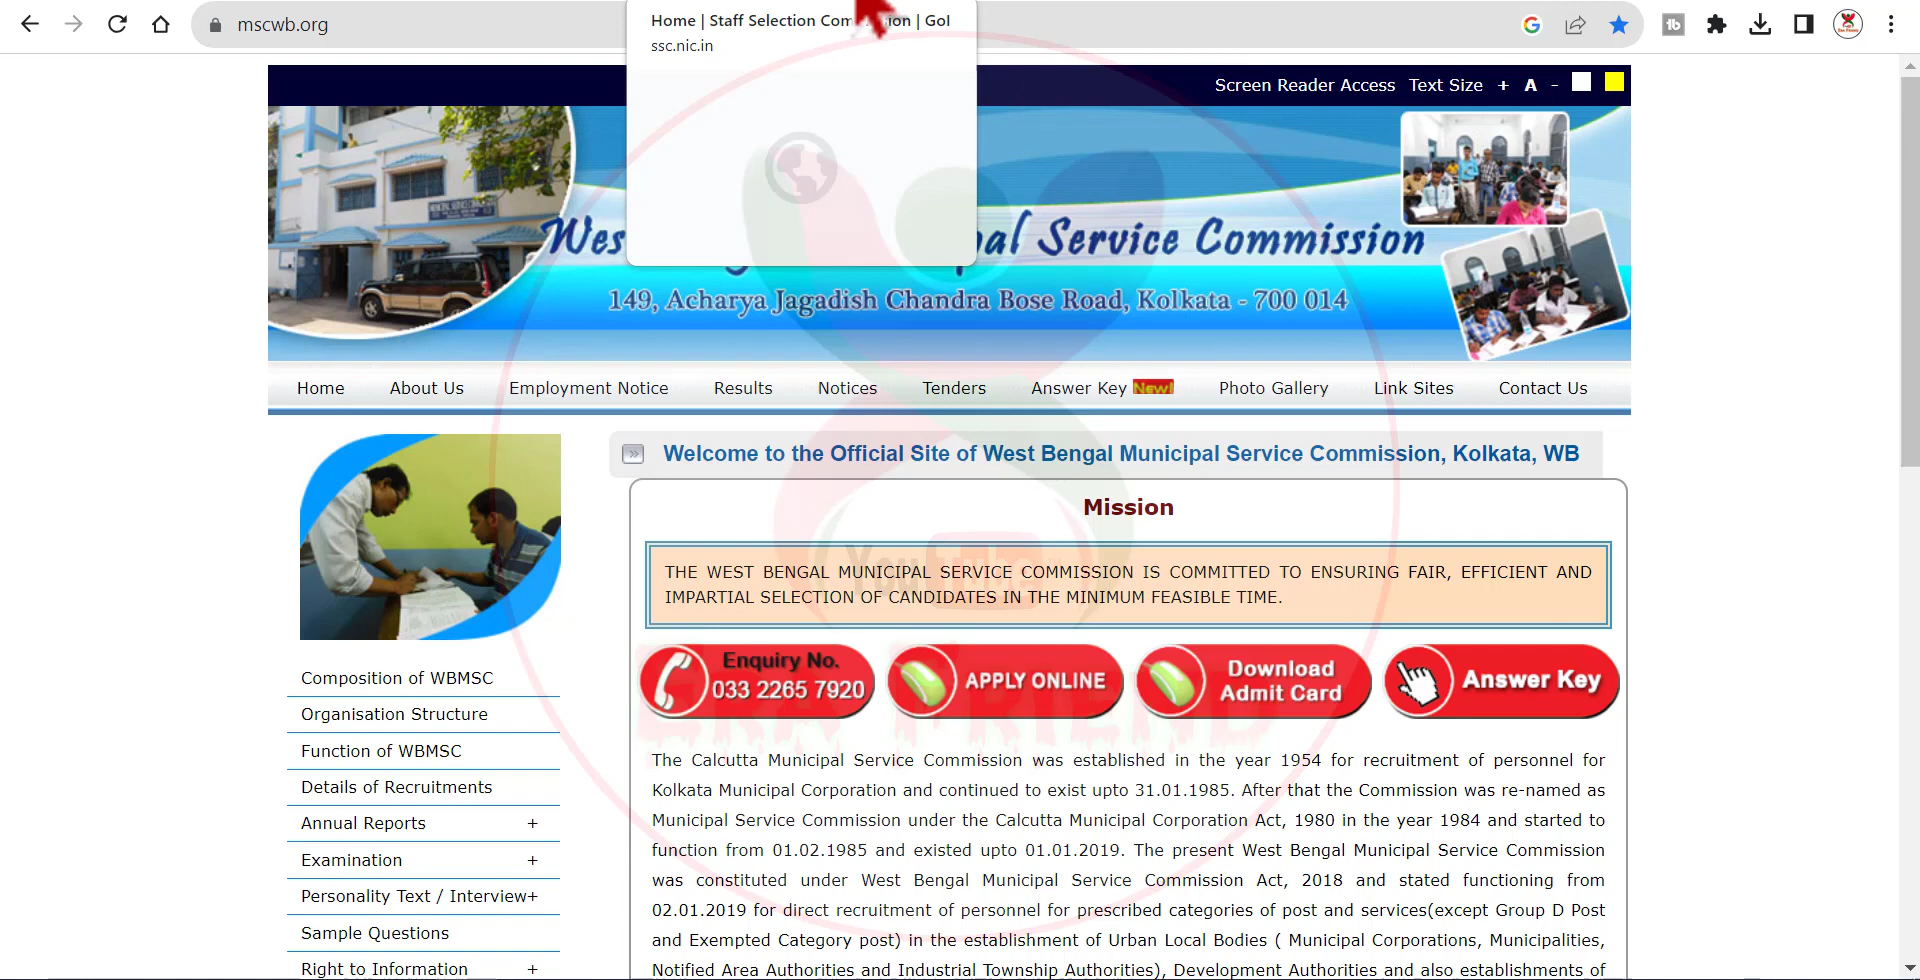 mscwb.org
Home | Staff Selection Com on | GoI
ssc.nic.in
Screen Reader Access Text Size + A -
Wes pal Service Commission
149, Acharya Jagadish Chandra Bose Road, Kolkata - 700 014
Home About Us Employment Notice Results Notices Tenders Answer Key New! Photo Gallery Link Sites Contact Us
Welcome to the Official Site of West Bengal Municipal Service Commission, Kolkata, WB
Mission
THE WEST BENGAL MUNICIPAL SERVICE COMMISSION IS COMMITTED TO ENSURING FAIR, EFFICIENT AND
IMPARTIAL SELECTION OF CANDIDATES IN THE MINIMUM FEASIBLE TIME.
YouTube
Enquiry No.
033 2265 7920
APPLY ONLINE
Download
Admit Card
Answer Key
ERA FRIEND
Composition of WBMSC
Organisation Structure
Function of WBMSC
Details of Recruitments
Annual Reports +
Examination +
Personality Text / Interview+
Sample Questions
Right to Information +
The Calcutta Municipal Service Commission was established in the year 1954 for recruitment of personnel for
Kolkata Municipal Corporation and continued to exist upto 31.01.1985. After that the Commission was re-named as
Municipal Service Commission under the Calcutta Municipal Corporation Act, 1980 in the year 1984 and started to
function from 01.02.1985 and existed upto 01.01.2019. The present West Bengal Municipal Service Commission
was constituted under West Bengal Municipal Service Commission Act, 2018 and stated functioning from
02.01.2019 for direct recruitment of personnel for prescribed categories of post and services(except Group D Post
and Exempted Category post) in the establishment of Urban Local Bodies ( Municipal Corporations, Municipalities,
Notified Area Authorities and Industrial Township Authorities), Development Authorities and also establishments of